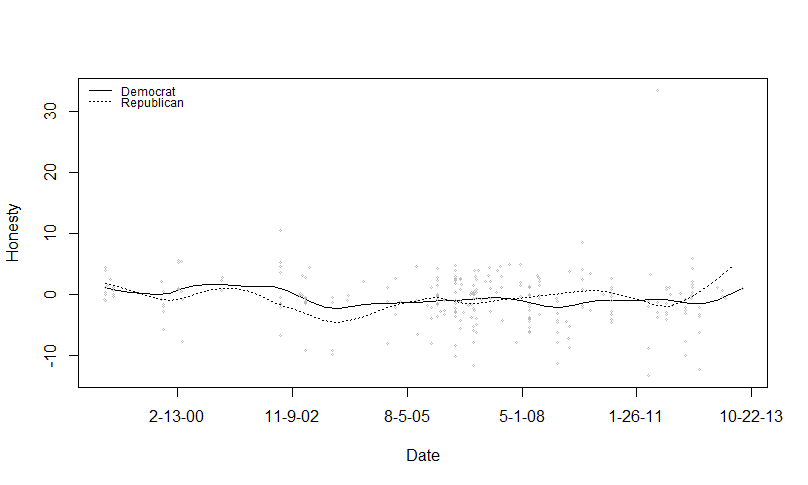 Democrat
Republican
30
20
10
0
-10
Honesty
2-13-00
11-9-02
8-5-05
5-1-08
1-26-11
10-22-13
Date